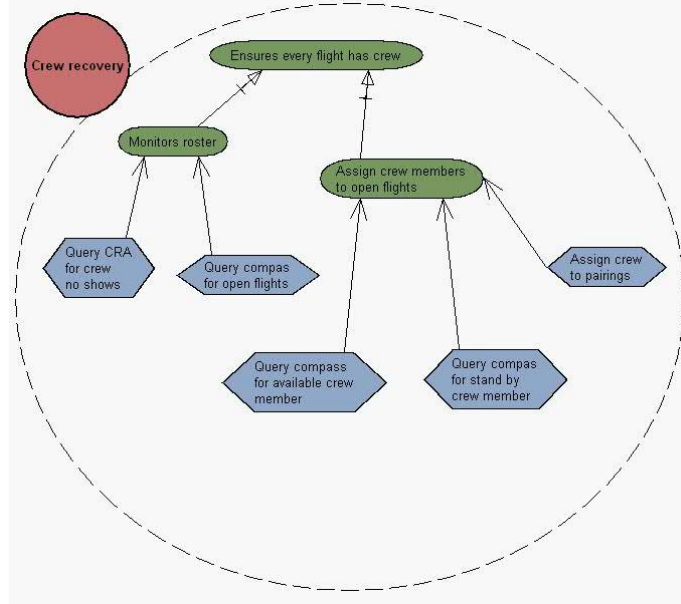 Crew recovery
Ensures every flight has crew
Monitors roster
Assign crew members
to open flights
Query CRA
for crew
no shows
Query compas
for open flights
Assign crew
to pairings
Query compass
for available crew
member
Query compas
for stand by
crew member